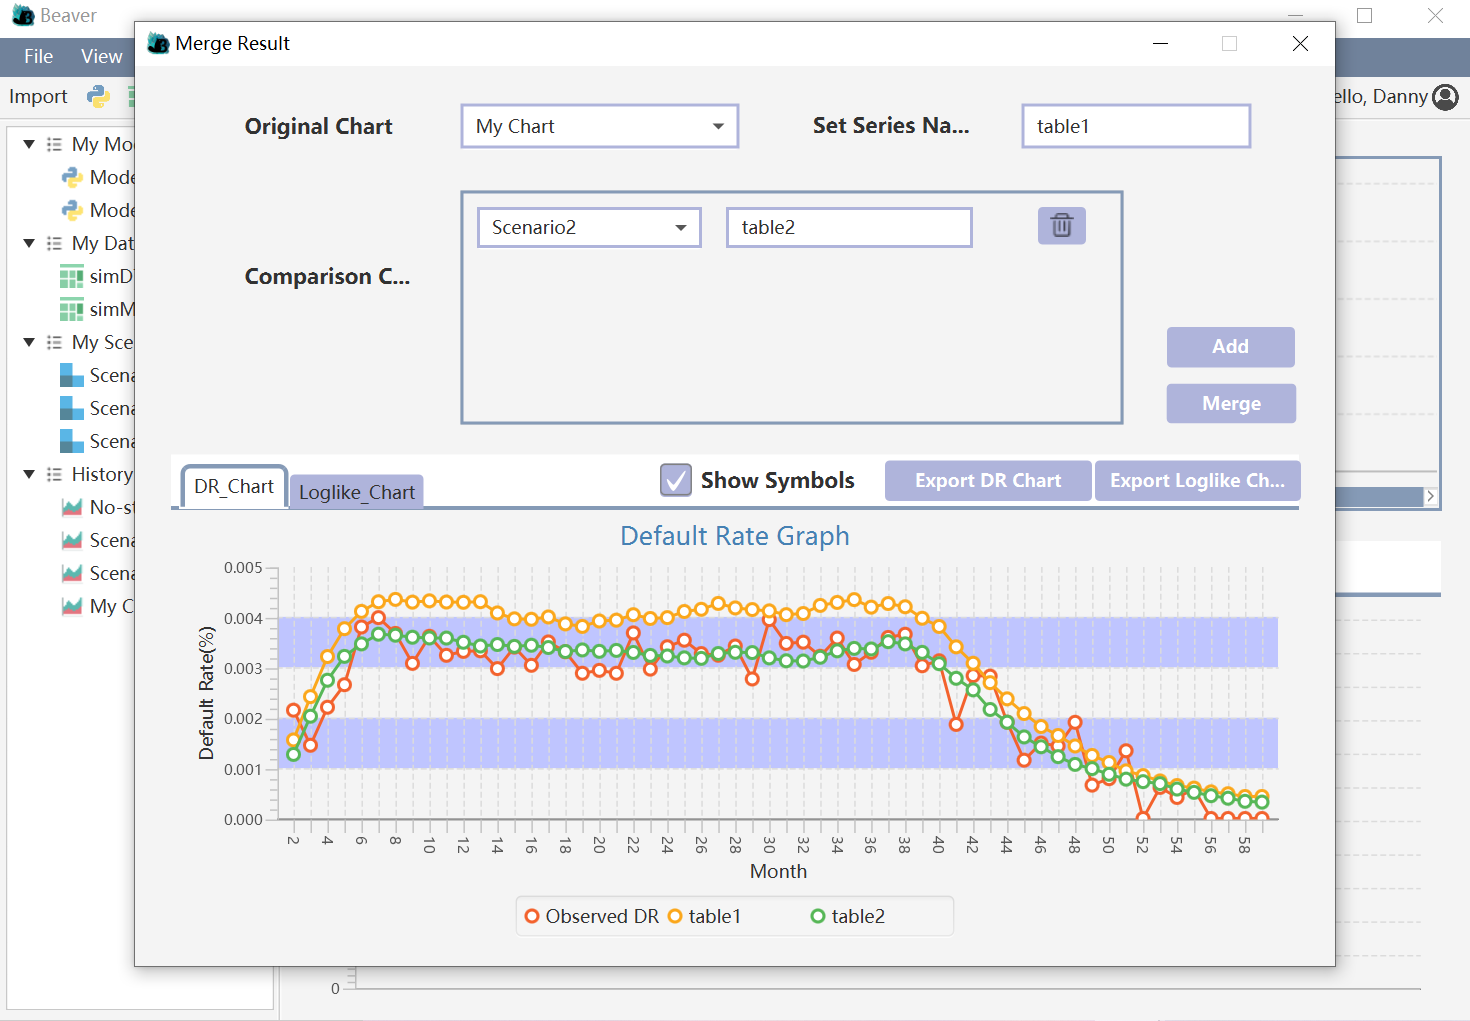 Beaver
Merge Result
File View
Import
ello, Danny
Original Chart
My Chart
Set Series Na...
table1
Scenario2
table2
Comparison C...
Add
Merge
My Mo
Mode
Mode
My Dat
simD
simM
My Sce
Scena
Scena
Scena
History
No-st
Scena
Scena
My C
DR_Chart
Loglike_Chart
Show Symbols
Export DR Chart
Export Loglike Ch...
Default Rate Graph
0.005
0.004
0.003
0.002
0.001
0.000
Default Rate(%)
2 4 6 8 10 12 14 16 18 20 22 24 26 28 30 32 34 36 38 40 42 44 46 48 50 52 54 56 58
Month
Observed DR table1 table2
0